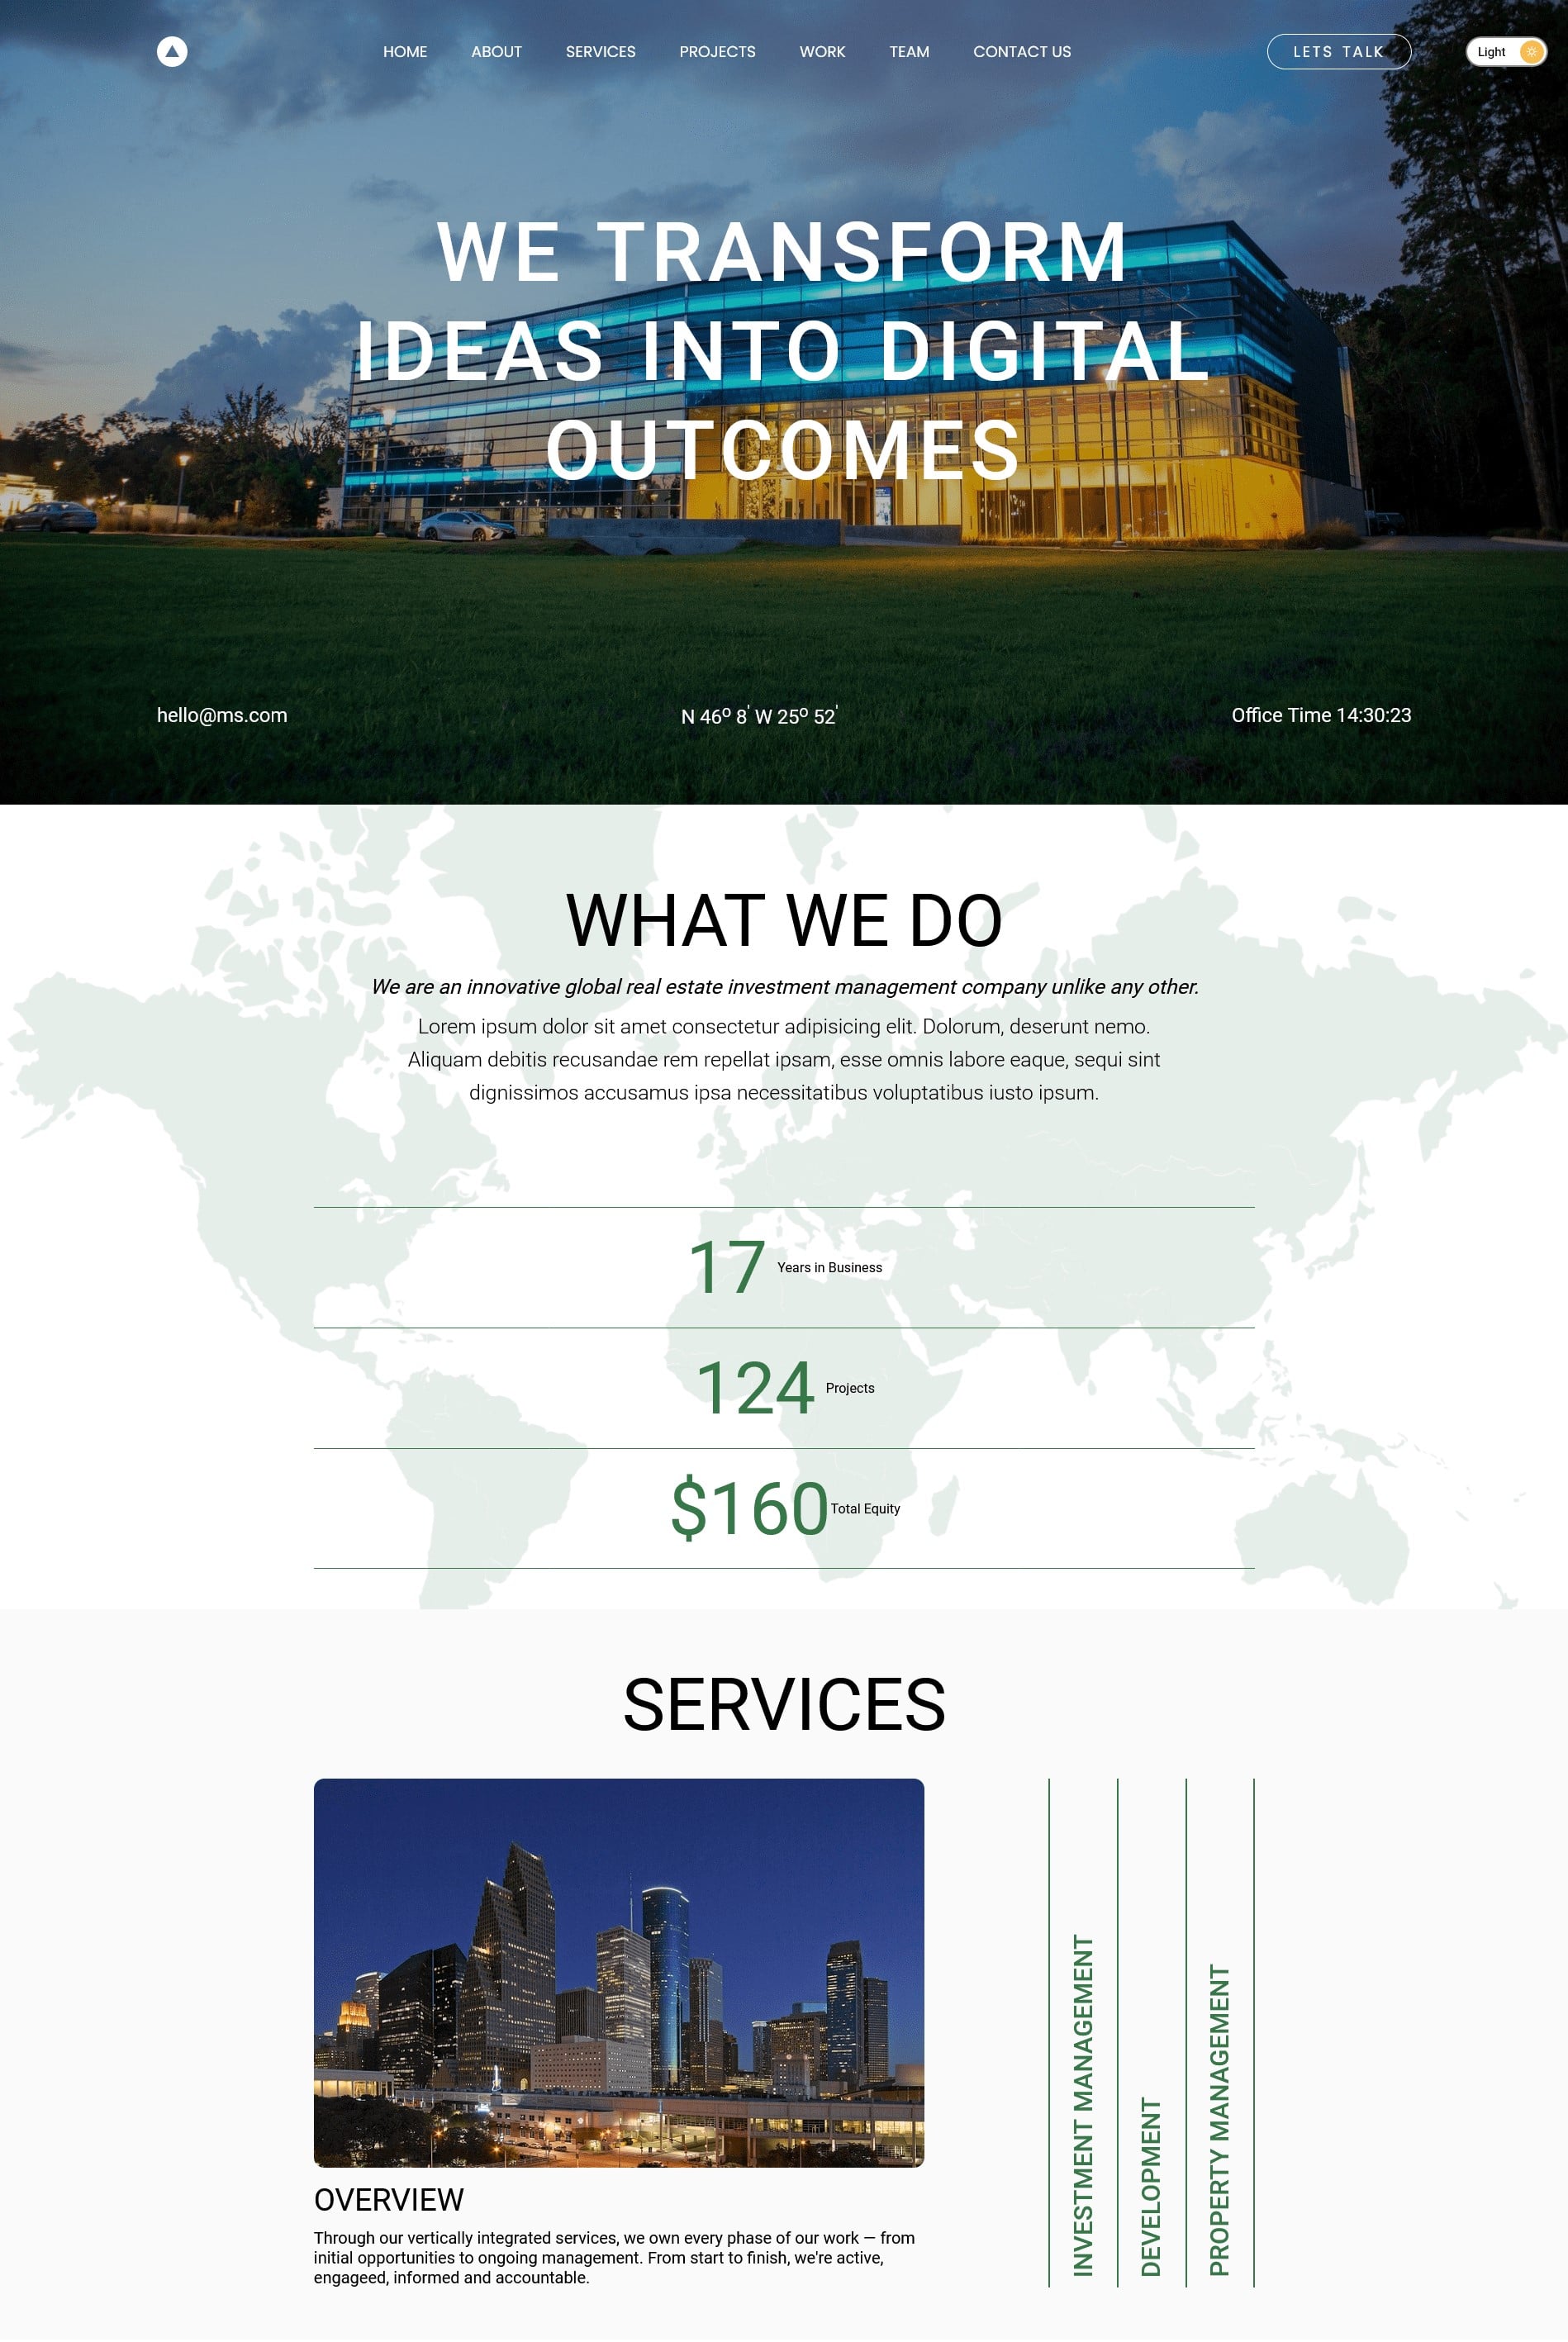 HOME ABOUT SERVICES PROJECTS WORK TEAM CONTACT US LETS TALK Light
WE TRANSFORM
IDEAS INTO DIGITAL
OUTCOMES
hello@ms.com N 46º 8' W 25º 52' Office Time 14:30:23
WHAT WE DO
We are an innovative global real estate investment management company unlike any other.
Lorem ipsum dolor sit amet consectetur adipisicing elit. Dolorum, deserunt nemo.
Aliquam debitis recusandae rem repellat ipsam, esse omnis labore eaque, sequi sint
dignissimos accusamus ipsa necessitatibus voluptatibus iusto ipsum.
17 Years in Business
124 Projects
$160 Total Equity
SERVICES
OVERVIEW
Through our vertically integrated services, we own every phase of our work — from
initial opportunities to ongoing management. From start to finish, we're active,
engageed, informed and accountable.
INVESTMENT MANAGEMENT
DEVELOPMENT
PROPERTY MANAGEMENT